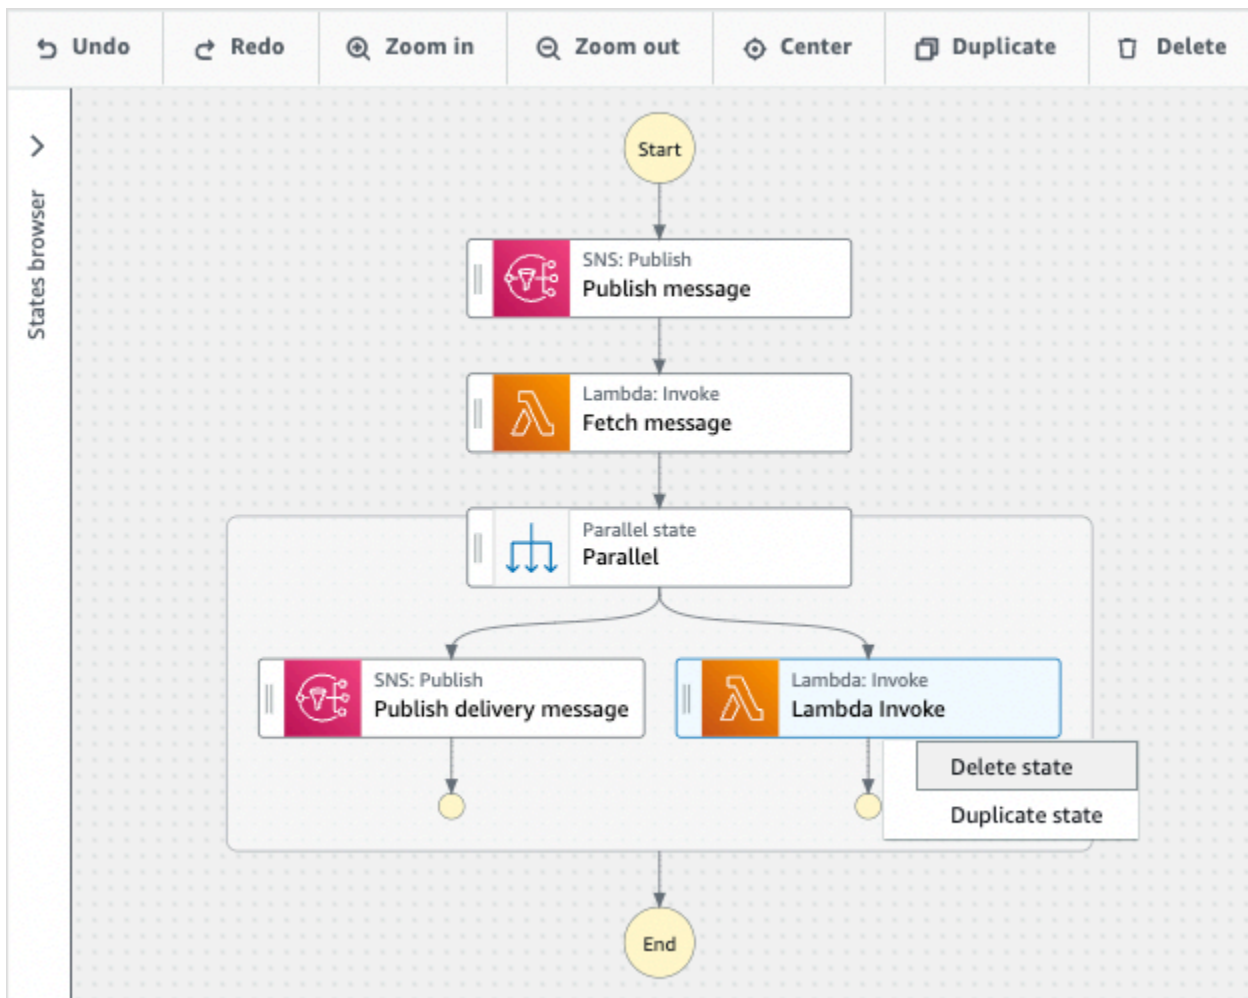 Undo
Redo
Zoom in
Zoom out
Center
Duplicate
Delete
States browser
Start
SNS: Publish
Publish message
Lambda: Invoke
Fetch message
Parallel state
Parallel
SNS: Publish
Publish delivery message
Lambda: Invoke
Lambda Invoke
Delete state
Duplicate state
End